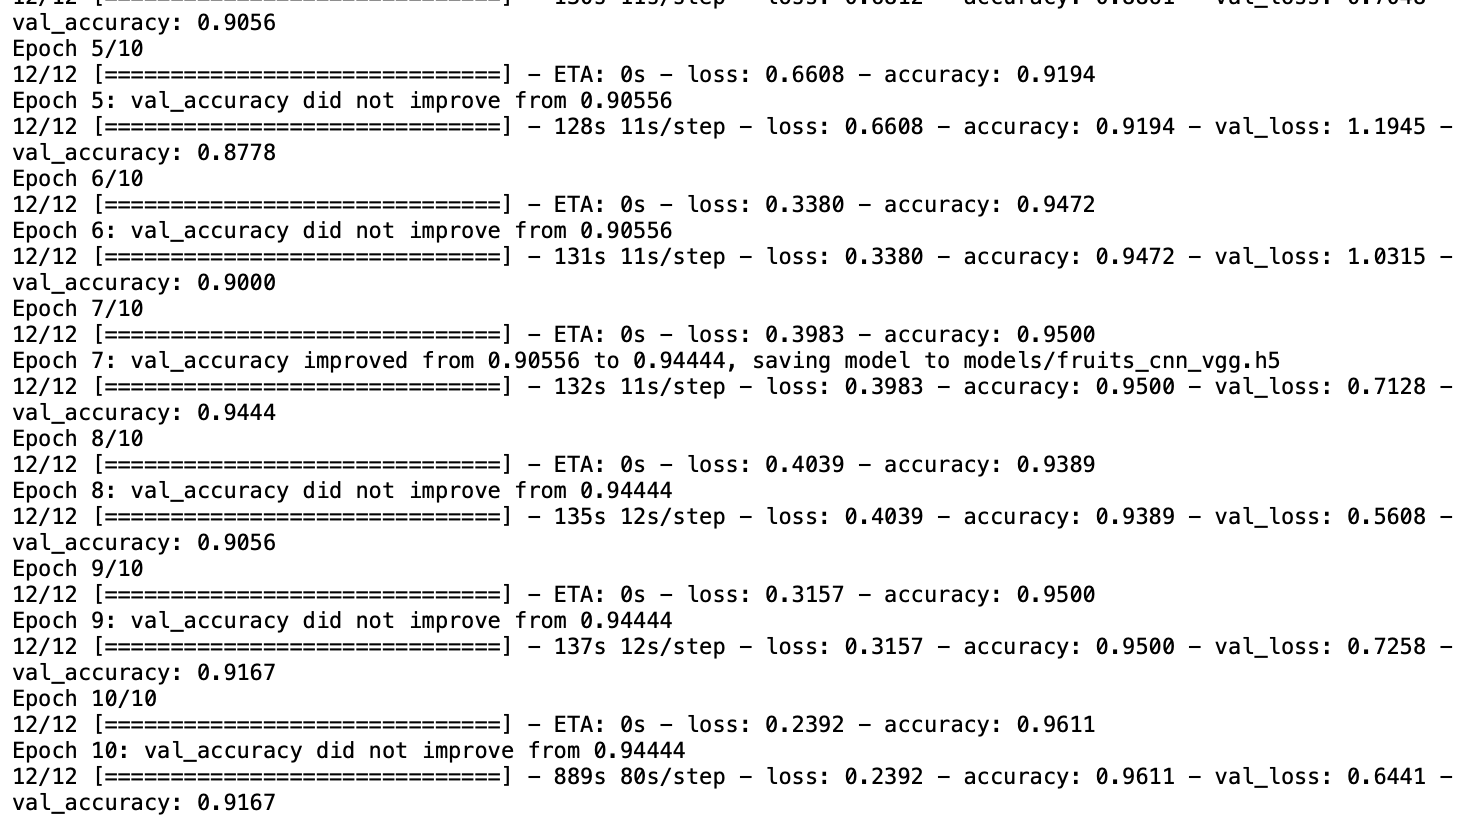 val_accuracy: 0.9056
Epoch 5/10
12/12 [==============================] - ETA: 0s - loss: 0.6608 - accuracy: 0.9194
Epoch 5: val_accuracy did not improve from 0.90556
12/12 [==============================] - 128s 11s/step - loss: 0.6608 - accuracy: 0.9194 - val_loss: 1.1945 -
val_accuracy: 0.8778
Epoch 6/10
12/12 [==============================] - ETA: 0s - loss: 0.3380 - accuracy: 0.9472
Epoch 6: val_accuracy did not improve from 0.90556
12/12 [==============================] - 131s 11s/step - loss: 0.3380 - accuracy: 0.9472 - val_loss: 1.0315 -
val_accuracy: 0.9000
Epoch 7/10
12/12 [==============================] - ETA: 0s - loss: 0.3983 - accuracy: 0.9500
Epoch 7: val_accuracy improved from 0.90556 to 0.94444, saving model to models/fruits_cnn_vgg.h5
12/12 [==============================] - 132s 11s/step - loss: 0.3983 - accuracy: 0.9500 - val_loss: 0.7128 -
val_accuracy: 0.9444
Epoch 8/10
12/12 [==============================] - ETA: 0s - loss: 0.4039 - accuracy: 0.9389
Epoch 8: val_accuracy did not improve from 0.94444
12/12 [==============================] - 135s 12s/step - loss: 0.4039 - accuracy: 0.9389 - val_loss: 0.5608 -
val_accuracy: 0.9056
Epoch 9/10
12/12 [==============================] - ETA: 0s - loss: 0.3157 - accuracy: 0.9500
Epoch 9: val_accuracy did not improve from 0.94444
12/12 [==============================] - 137s 12s/step - loss: 0.3157 - accuracy: 0.9500 - val_loss: 0.7258 -
val_accuracy: 0.9167
Epoch 10/10
12/12 [==============================] - ETA: 0s - loss: 0.2392 - accuracy: 0.9611
Epoch 10: val_accuracy did not improve from 0.94444
12/12 [==============================] - 889s 80s/step - loss: 0.2392 - accuracy: 0.9611 - val_loss: 0.6441 -
val_accuracy: 0.9167